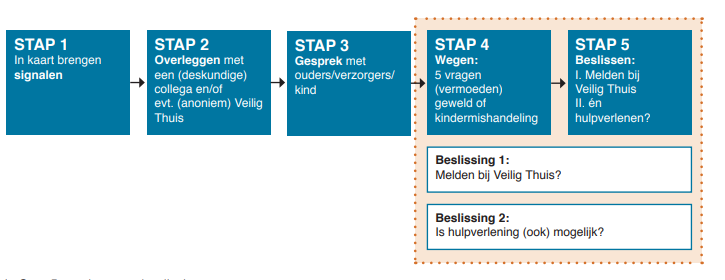 STAP 1
In kaart brengen
signalen
STAP 2
Overleggen met
een (deskundige)
collega en/of
evt. (anoniem) Veilig
Thuis
STAP 3
Gesprek met
ouders/verzorgers/
kind
STAP 4
Wegen:
5 vragen
(vermoeden)
geweld of
kindermishandeling
STAP 5
Beslissen:
I. Melden bij
Veilig Thuis
II. én
hulpverlenen?
Beslissing 1:
Melden bij Veilig Thuis?
Beslissing 2:
Is hulpverlening (ook) mogelijk?